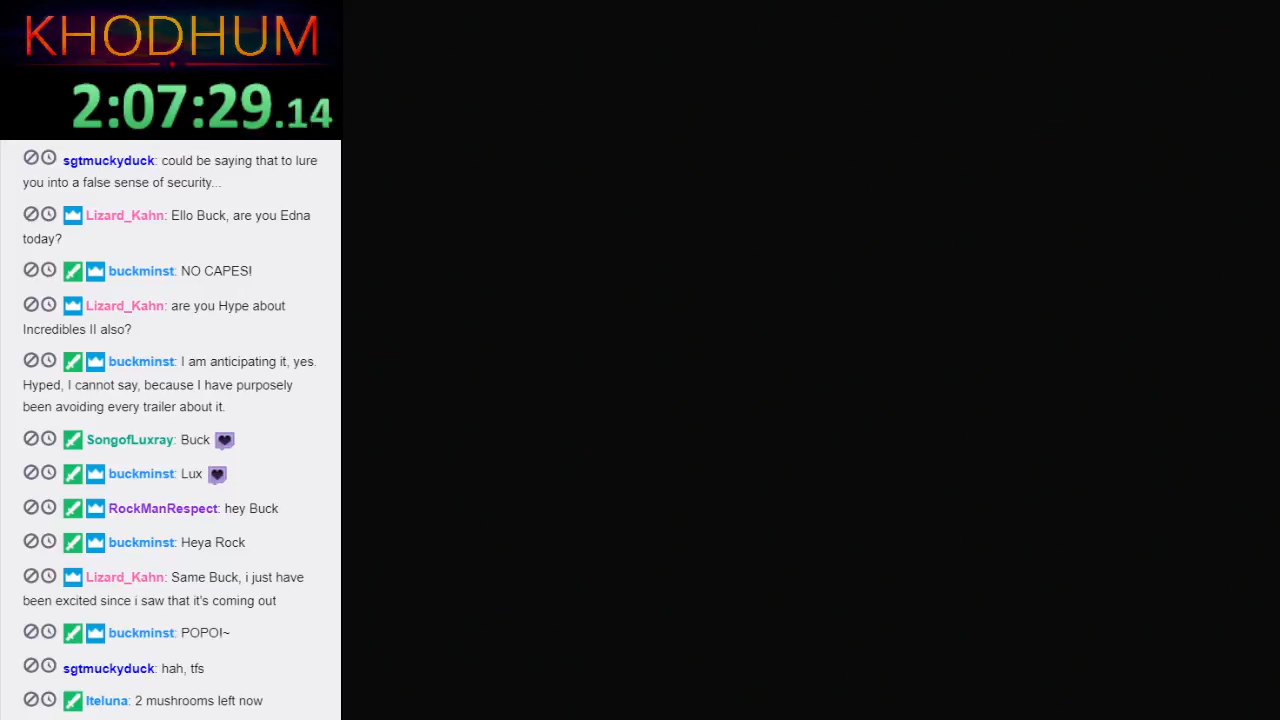 KHODHUM
2:07:29.14
sgtmuckyduck: could be saying that to lure
you into a false sense of security...
Lizard_Kahn: Ello Buck, are you Edna
today?
buckminst: NO CAPES!
Lizard_Kahn: are you Hype about
Incredibles II also?
buckminst: I am anticipating it, yes.
Hyped, I cannot say, because I have purposely
been avoiding every trailer about it.
SongofLuxray: Buck
buckminst: Lux
RockManRespect: hey Buck
buckminst: Heya Rock
Lizard_Kahn: Same Buck, i just have
been excited since i saw that it's coming out
buckminst: POPO!~
sgtmuckyduck: hah, tfs
Iteluna: 2 mushrooms left now